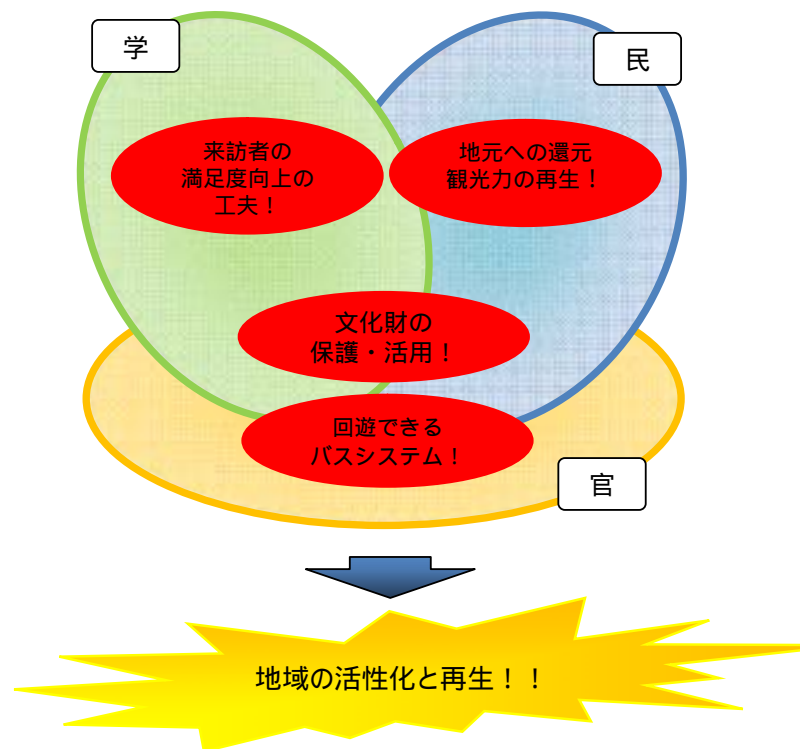 学
民
来訪者の
満足度向上の
工夫！
地元への還元
観光力の再生！
文化財の
保護・活用！
回遊できる
バスシステム！
官
地域の活性化と再生！！